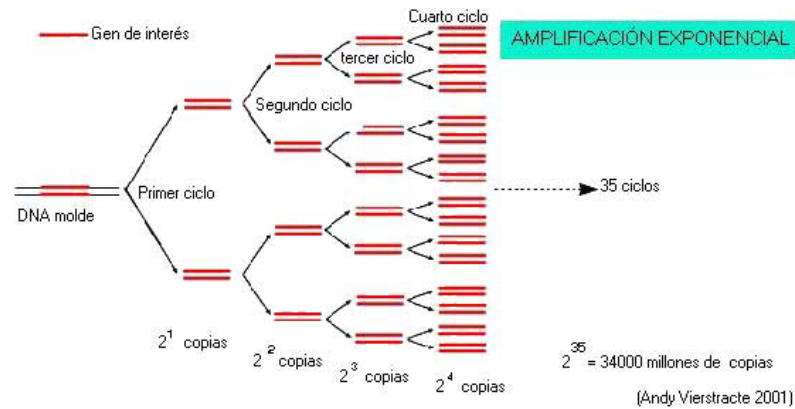 Gen de interés
Cuarto ciclo
AMPLIFICACIÓN EXPONENCIAL
tercer ciclo
Segundo ciclo
Primer ciclo
DNA molde
35 ciclos
2¹ copias
2² copias
2³ copias
2⁴ copias
2³⁵ = 34000 millones de copias
(Andy Vierstracte 2001)